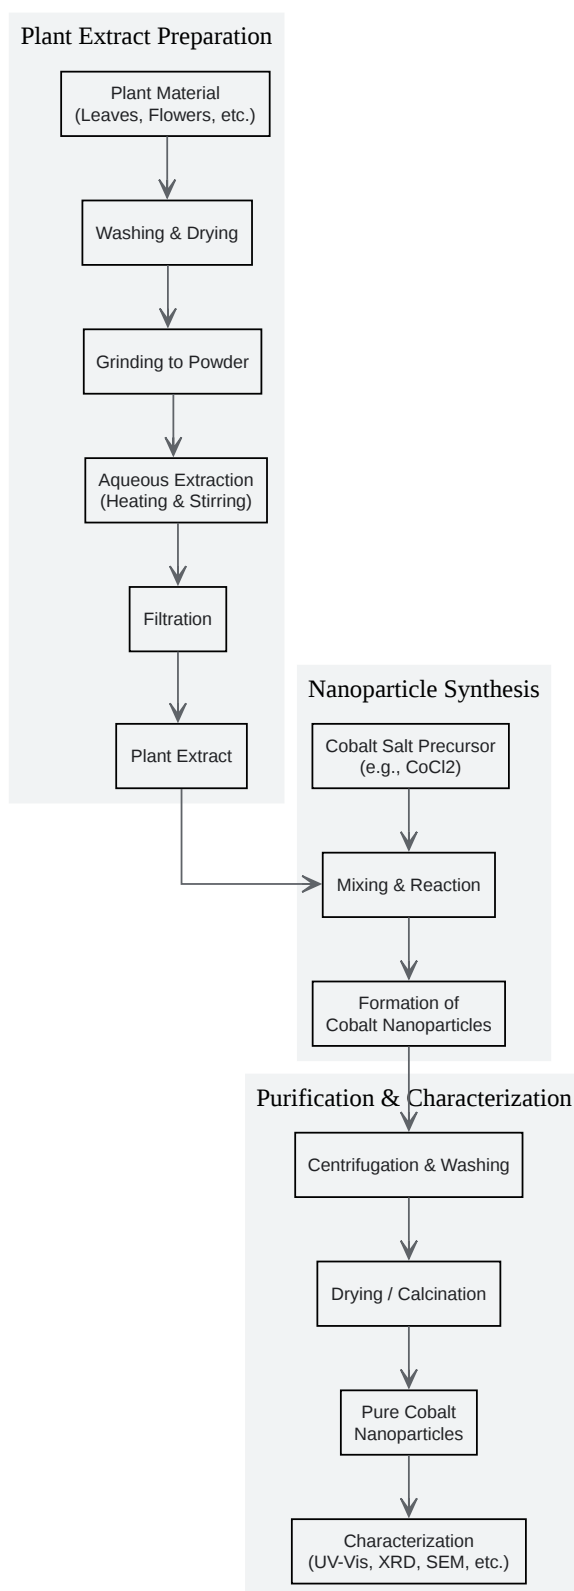 Plant Extract Preparation
Plant Material
(Leaves, Flowers, etc.)
Washing & Drying
Grinding to Powder
Aqueous Extraction
(Heating & Stirring)
Filtration
Plant Extract
Nanoparticle Synthesis
Cobalt Salt Precursor
(e.g., CoCl2)
Mixing & Reaction
Formation of
Cobalt Nanoparticles
Purification & Characterization
Centrifugation & Washing
Drying / Calcination
Pure Cobalt
Nanoparticles
Characterization
(UV-Vis, XRD, SEM, etc.)